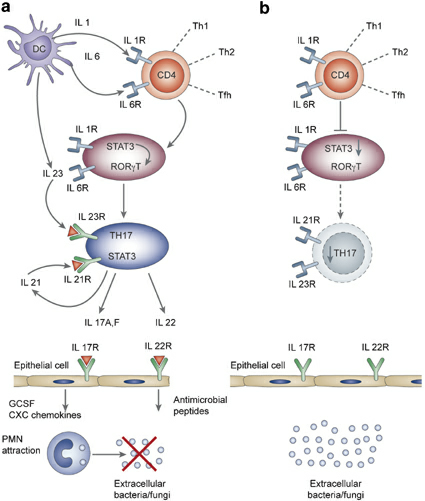 a
IL 1
IL 1R
Th1
DC
Th2
CD4
IL 6
IL 6R
Tfh
IL 1R
STAT3
RORγT
IL 23
IL 6R
IL 23R
TH17
STAT3
IL 21
IL 21R
IL 17A,F
IL 22
IL 17R
IL 22R
Epithelial cell
GCSF
CXC chemokines
Antimicrobial
peptides
PMN
attraction
Extracellular
bacteria/fungi
b
IL 1R
Th1
Th2
CD4
IL 6R
Tfh
IL 1R
STAT3
RORγT
IL 6R
IL 21R
TH17
IL 23R
IL 17R
IL 22R
Epithelial cell
Extracellular
bacteria/fungi